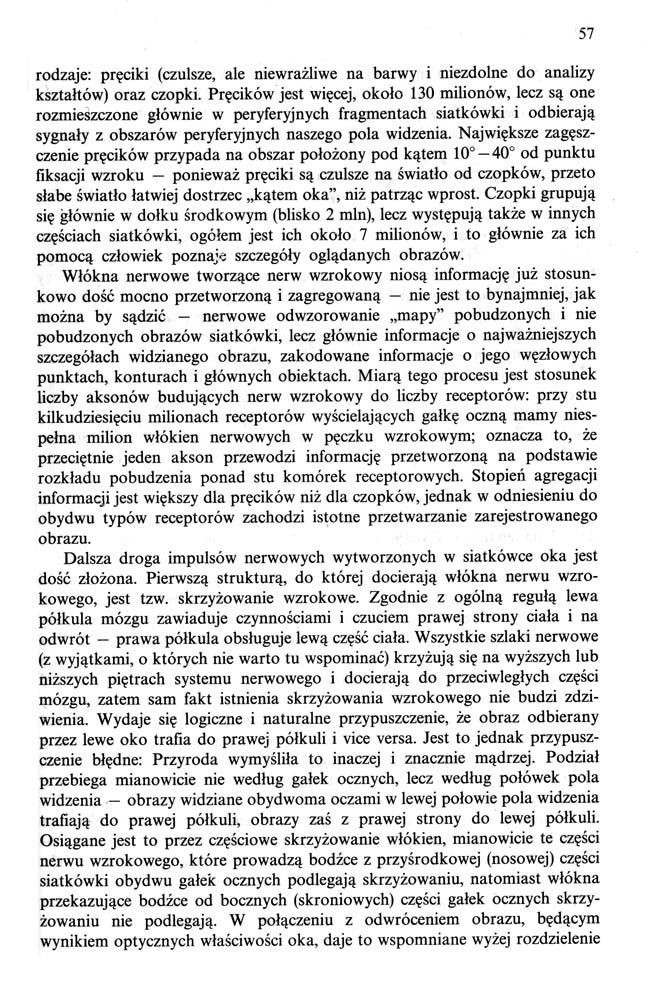 57
rodzaje: pręciki (czulsze, ale niewrażliwe na barwy i niezdolne do analizy
kształtów) oraz czopki. Pręcików jest więcej, około 130 milionów, lecz są one
rozmieszczone głównie w peryferyjnych fragmentach siatkówki i odbierają
sygnały z obszarów peryferyjnych naszego pola widzenia. Największe zagęsz-
czenie pręcików przypada na obszar położony pod kątem 10° — 40° od punktu
fiksacji wzroku — ponieważ pręciki są czulsze na światło od czopków, przeto
słabe światło łatwiej dostrzec „kątem oka”, niż patrząc wprost. Czopki grupują
się głównie w dołku środkowym (blisko 2 mln), lecz występują także w innych
częściach siatkówki, ogółem jest ich około 7 milionów, i to głównie za ich
pomocą człowiek poznaje szczegóły oglądanych obrazów.
Włókna nerwowe tworzące nerw wzrokowy niosą informację już stosun-
kowo dość mocno przetworzoną i zagregowaną — nie jest to bynajmniej, jak
można by sądzić — nerwowe odwzorowanie „mapy” pobudzonych i nie
pobudzonych obrazów siatkówki, lecz głównie informacje o najważniejszych
szczegółach widzianego obrazu, zakodowane informacje o jego węzłowych
punktach, konturach i głównych obiektach. Miarą tego procesu jest stosunek
liczby aksonów budujących nerw wzrokowy do liczby receptorów: przy stu
kilkudziesięciu milionach receptorów wyścielających gałkę oczną mamy nies-
pełna milion włókien nerwowych w pęczku wzrokowym; oznacza to, że
przeciętnie jeden akson przewodzi informację przetworzoną na podstawie
rozkładu pobudzenia ponad stu komórek receptorowych. Stopień agregacji
informacji jest większy dla pręcików niż dla czopków, jednak w odniesieniu do
obydwu typów receptorów zachodzi istotne przetwarzanie zarejestrowanego
obrazu.
Dalsza droga impulsów nerwowych wytworzonych w siatkówce oka jest
dość złożona. Pierwszą strukturą, do której docierają włókna nerwu wzro-
kowego, jest tzw. skrzyżowanie wzrokowe. Zgodnie z ogólną regułą lewa
półkula mózgu zawiaduje czynnościami i czuciem prawej strony ciała i na
odwrót — prawa półkula obsługuje lewą część ciała. Wszystkie szlaki nerwowe
(z wyjątkami, o których nie warto tu wspominać) krzyżują się na wyższych lub
niższych piętrach systemu nerwowego i docierają do przeciwległych części
mózgu, zatem sam fakt istnienia skrzyżowania wzrokowego nie budzi zdzi-
wienia. Wydaje się logiczne i naturalne przypuszczenie, że obraz odbierany
przez lewe oko trafia do prawej półkuli i vice versa. Jest to jednak przypusz-
czenie błędne: Przyroda wymyśliła to inaczej i znacznie mądrzej. Podział
przebiega mianowicie nie według gałek ocznych, lecz według połówek pola
widzenia — obrazy widziane obydwoma oczami w lewej połowie pola widzenia
trafiają do prawej półkuli, obrazy zaś z prawej strony do lewej półkuli.
Osiągane jest to przez częściowe skrzyżowanie włókien, mianowicie te części
nerwu wzrokowego, które prowadzą bodźce z przyśrodkowej (nosowej) części
siatkówki obydwu gałek ocznych podlegają skrzyżowaniu, natomiast włókna
przekazujące bodźce od bocznych (skroniowych) części gałek ocznych skrzy-
żowaniu nie podlegają. W połączeniu z odwróceniem obrazu, będącym
wynikiem optycznych właściwości oka, daje to wspomniane wyżej rozdzielenie